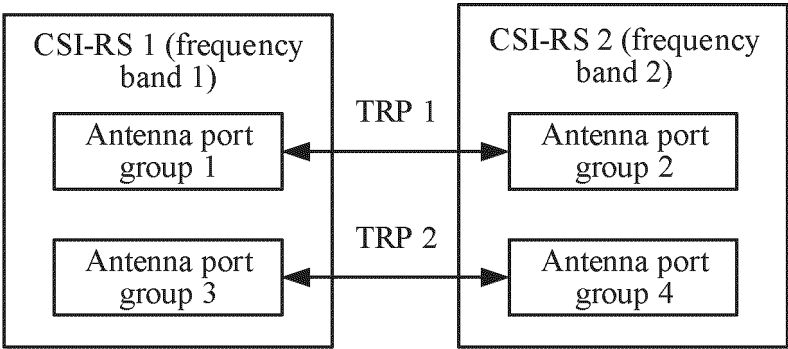 CSI-RS 1 (frequency
band 1)
CSI-RS 2 (frequency
band 2)
TRP 1
Antenna port
group 1
Antenna port
group 2
TRP 2
Antenna port
group 3
Antenna port
group 4